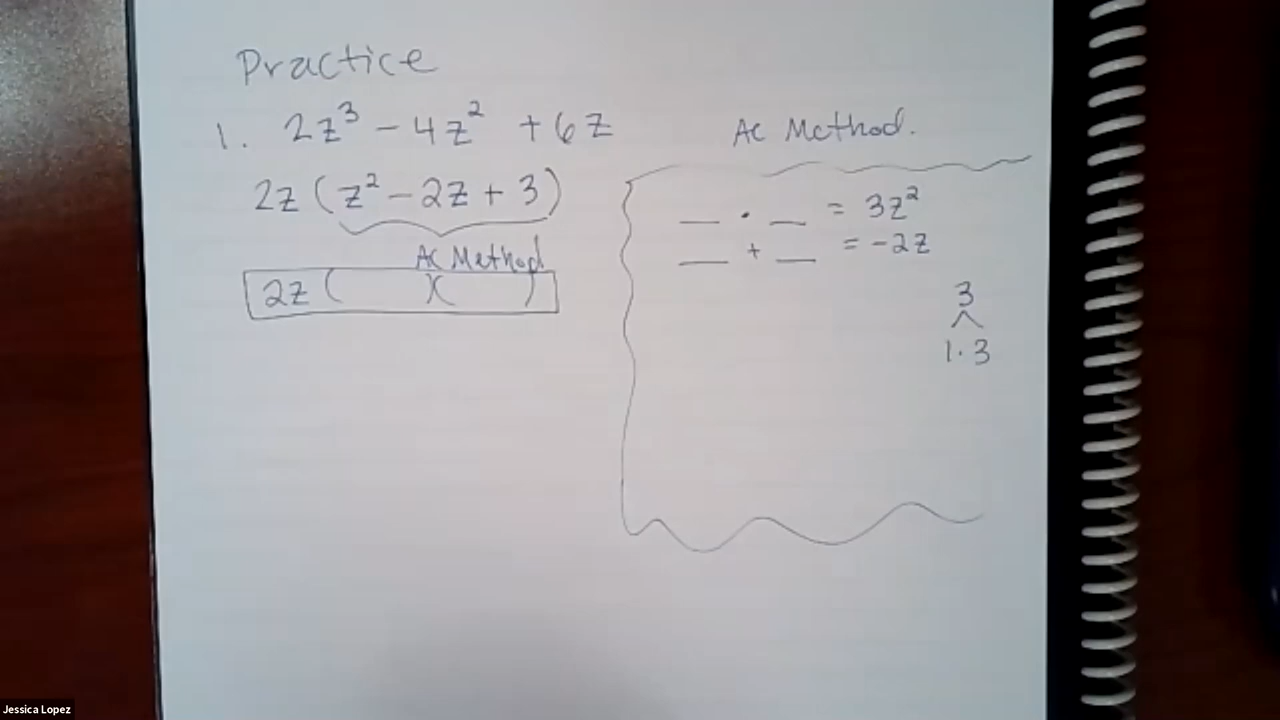 Practice
1. 2z³ - 4z² + 6z
2z (z² - 2z + 3)
AC Method
2z (      )(      )
AC Method.
__ · __ = 3z²
__ + __ = -2z
3
1·3
Jessica Lopez